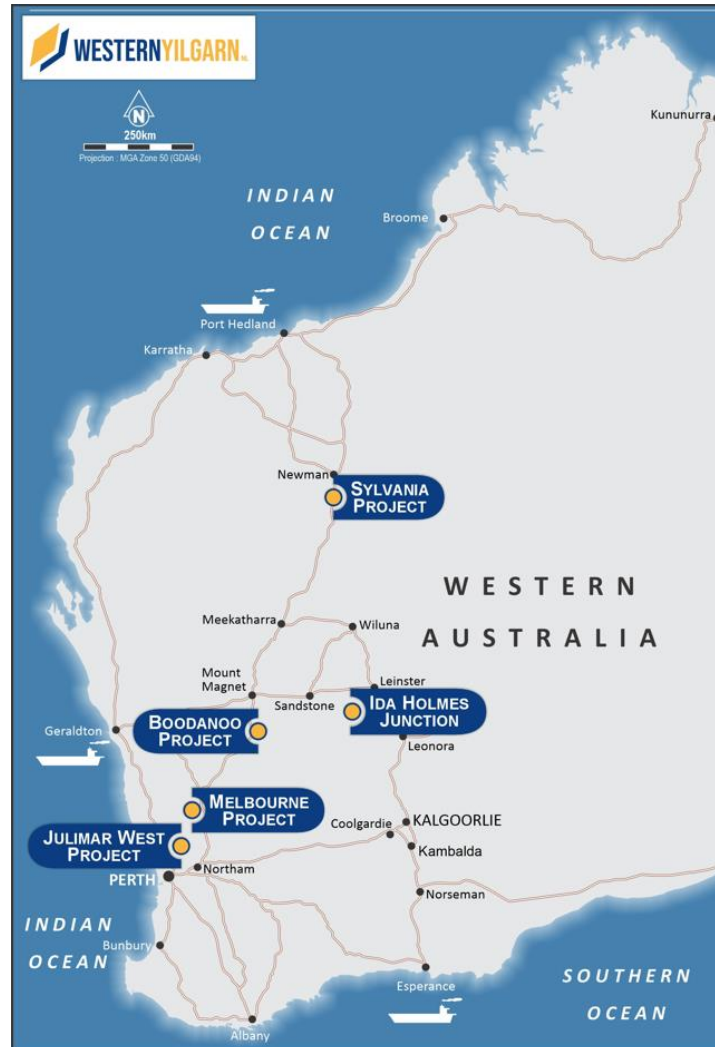 WESTERNYILGARN NL
N
250km
Projection : MGA Zone 50 (GDA94)
Kununurra
INDIAN
OCEAN
Broome
Port Hedland
Karratha
Newman
SYLVANIA
PROJECT
WESTERN
AUSTRALIA
Meekatharra
Wiluna
Mount
Magnet
Leinster
Sandstone
IDA HOLMES
JUNCTION
BOODANOO
PROJECT
Geraldton
Leonora
MELBOURNE
PROJECT
KALGOORLIE
Coolgardie
JULIMAR WEST
PROJECT
Kambalda
Northam
PERTH
Norseman
INDIAN
OCEAN
Bunbury
Esperance
SOUTHERN
OCEAN
Albany